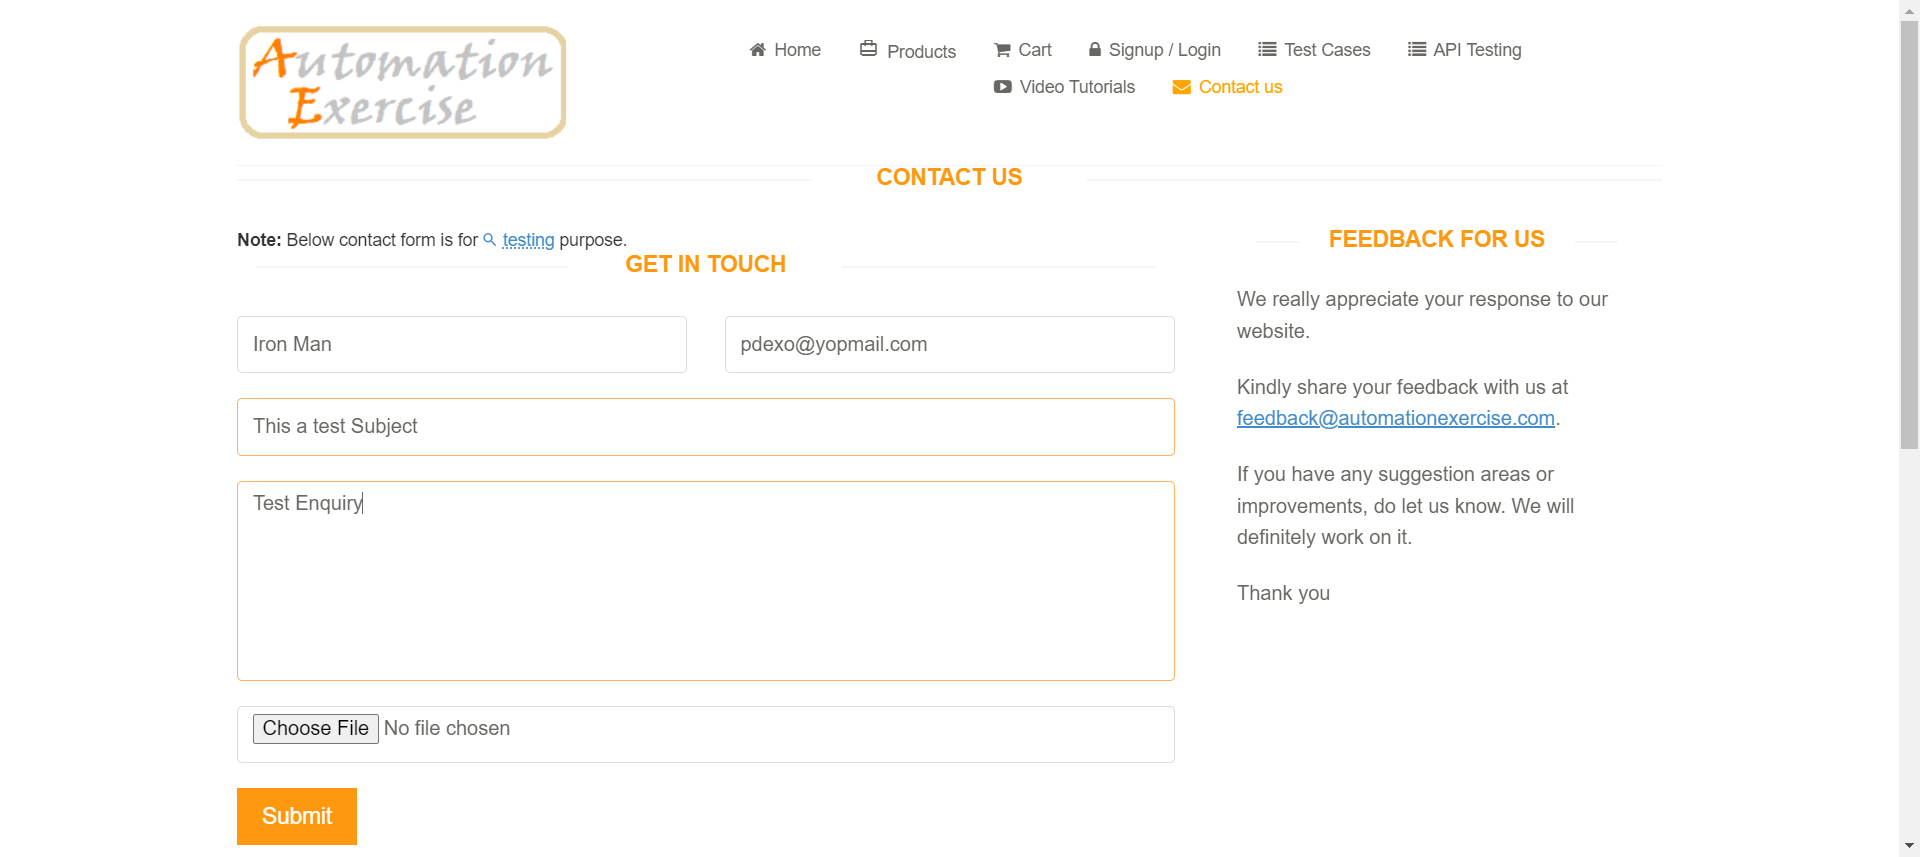 Automation
Exercise
Home
Products
Cart
Signup / Login
Test Cases
API Testing
Video Tutorials
Contact us
CONTACT US
Note: Below contact form is for testing purpose.
GET IN TOUCH
Iron Man
pdexo@yopmail.com
This a test Subject
Test Enquiry
Choose File No file chosen
Submit
FEEDBACK FOR US
We really appreciate your response to our
website.
Kindly share your feedback with us at
feedback@automationexercise.com.
If you have any suggestion areas or
improvements, do let us know. We will
definitely work on it.
Thank you